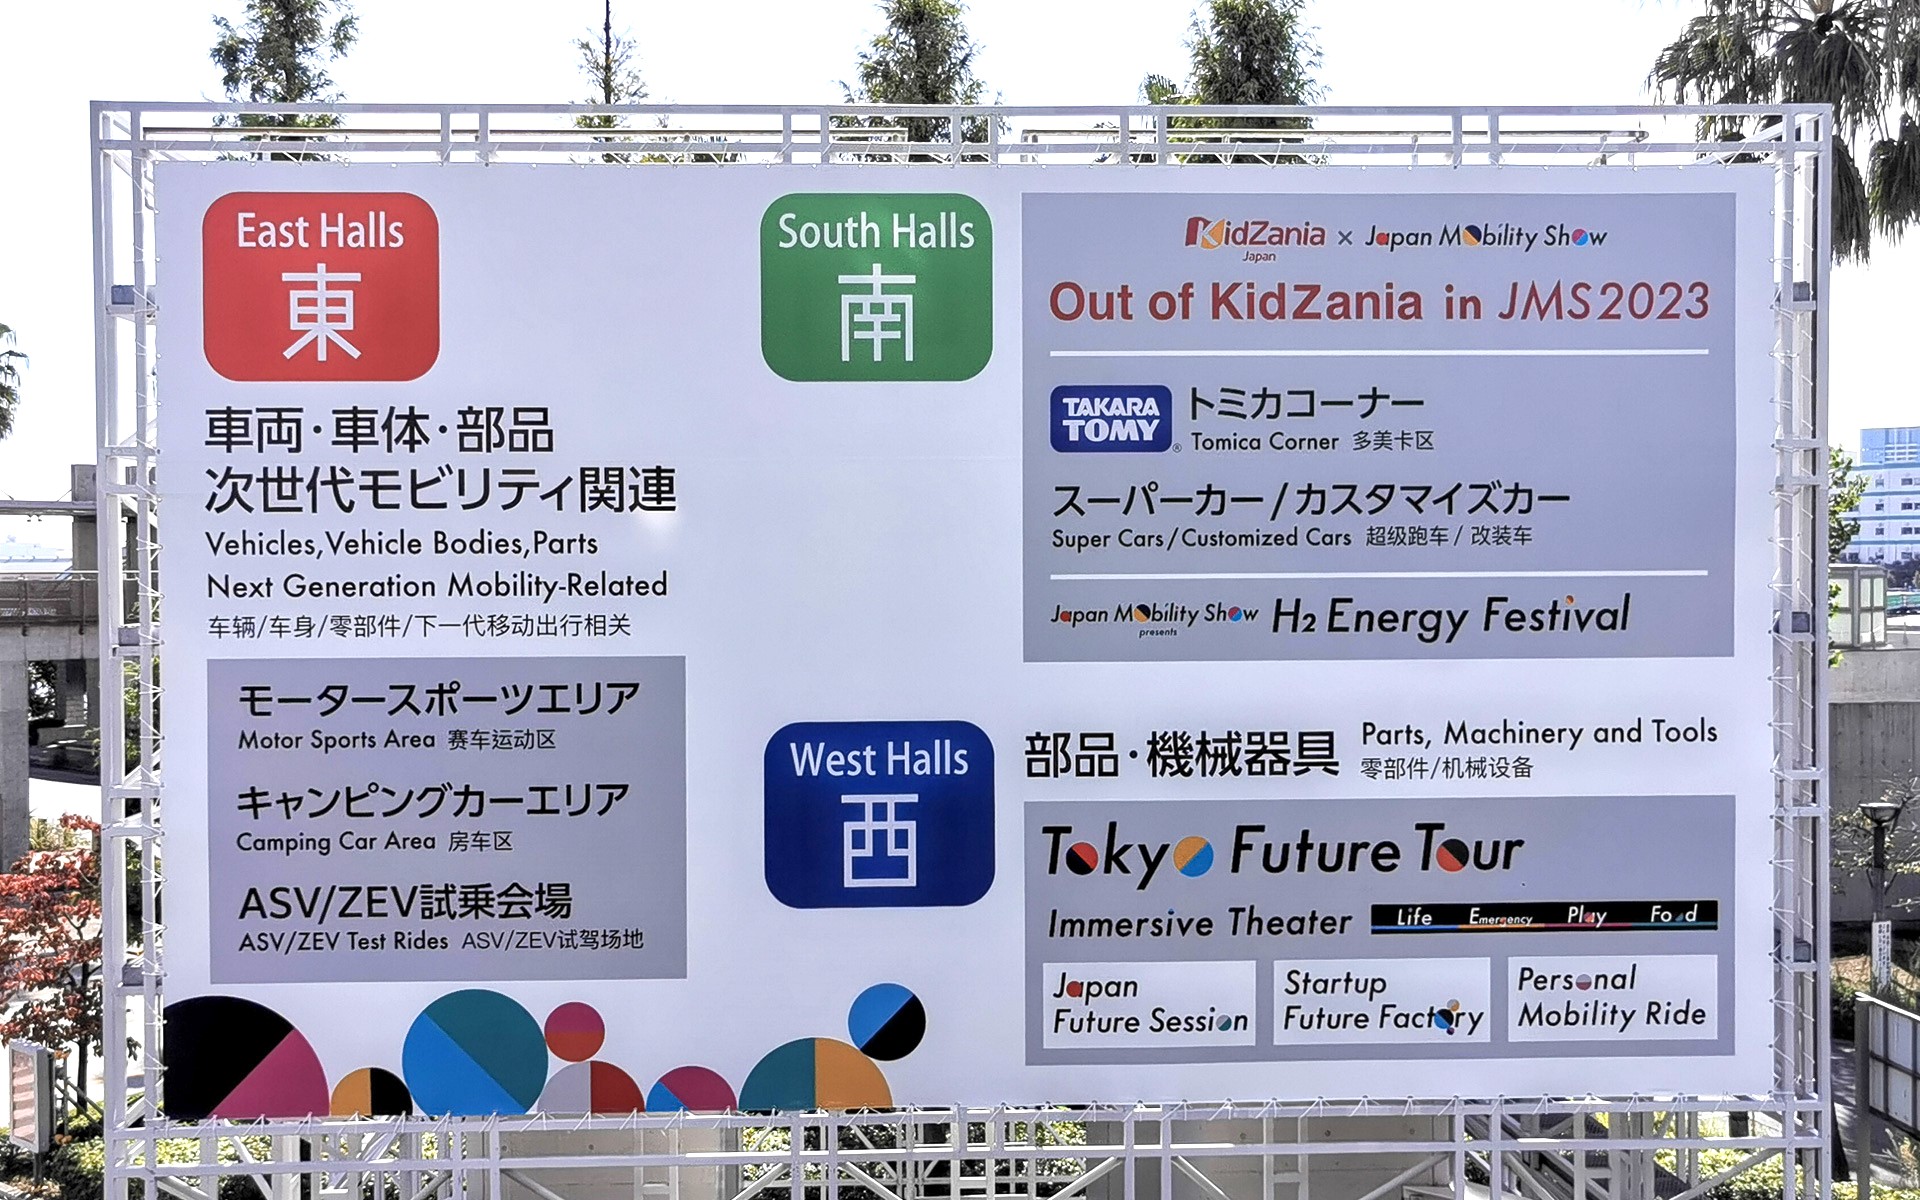 East Halls
東
車両・車体・部品
次世代モビリティ関連
Vehicles,Vehicle Bodies,Parts
Next Generation Mobility-Related
车辆/车身/零部件/下一代移动出行相关
モータースポーツエリア
Motor Sports Area 赛车运动区
キャンピングカーエリア
Camping Car Area 房车区
ASV/ZEV試乗会場
ASV/ZEV Test Rides ASV/ZEV试驾场地
South Halls
南
KidZania Japan × Japan Mobility Show
Out of KidZania in JMS2023
TAKARA TOMY ®
トミカコーナー
Tomica Corner 多美卡区
スーパーカー/カスタマイズカー
Super Cars/Customized Cars 超级跑车/改装车
Japan Mobility Show presents H2 Energy Festival
West Halls
西
部品・機械器具
Parts, Machinery and Tools
零部件/机械设备
Tokyo Future Tour
Immersive Theater Life Emergency Play Food
Japan
Future Session
Startup
Future Factory
Personal
Mobility Ride